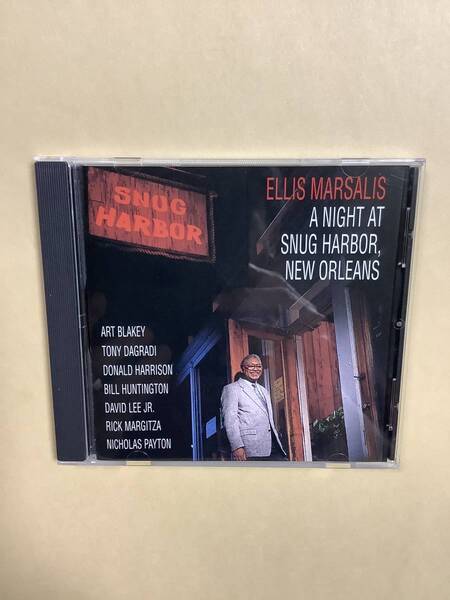 SNUG
HARBOR
ELLIS MARSALIS
A NIGHT AT
SNUG HARBOR,
NEW ORLEANS
ART BLAKEY
TONY DAGRADI
DONALD HARRISON
BILL HUNTINGTON
DAVID LEE JR.
RICK MARGITZA
NICHOLAS PAYTON